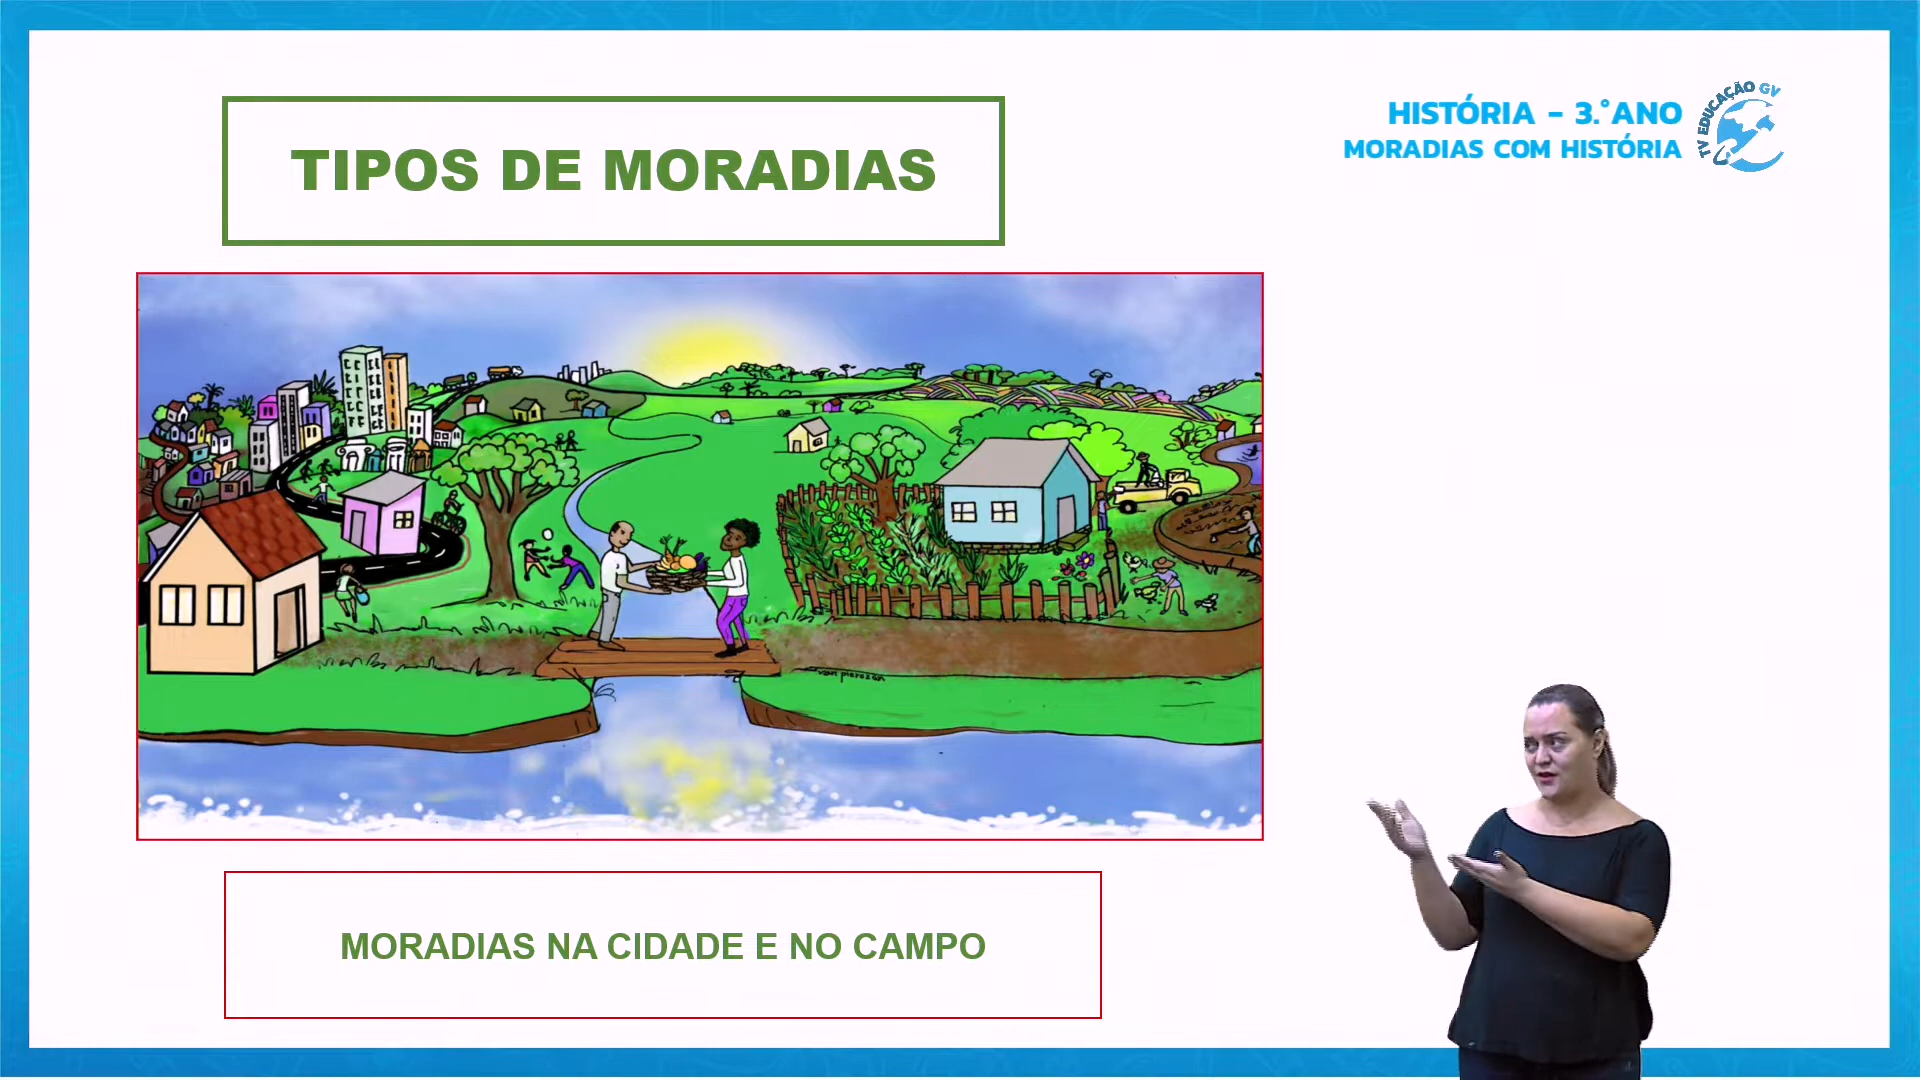 TIPOS DE MORADIAS
HISTÓRIA - 3.°ANO
MORADIAS COM HISTÓRIA
TV EDUCAÇÃO GV
MORADIAS NA CIDADE E NO CAMPO